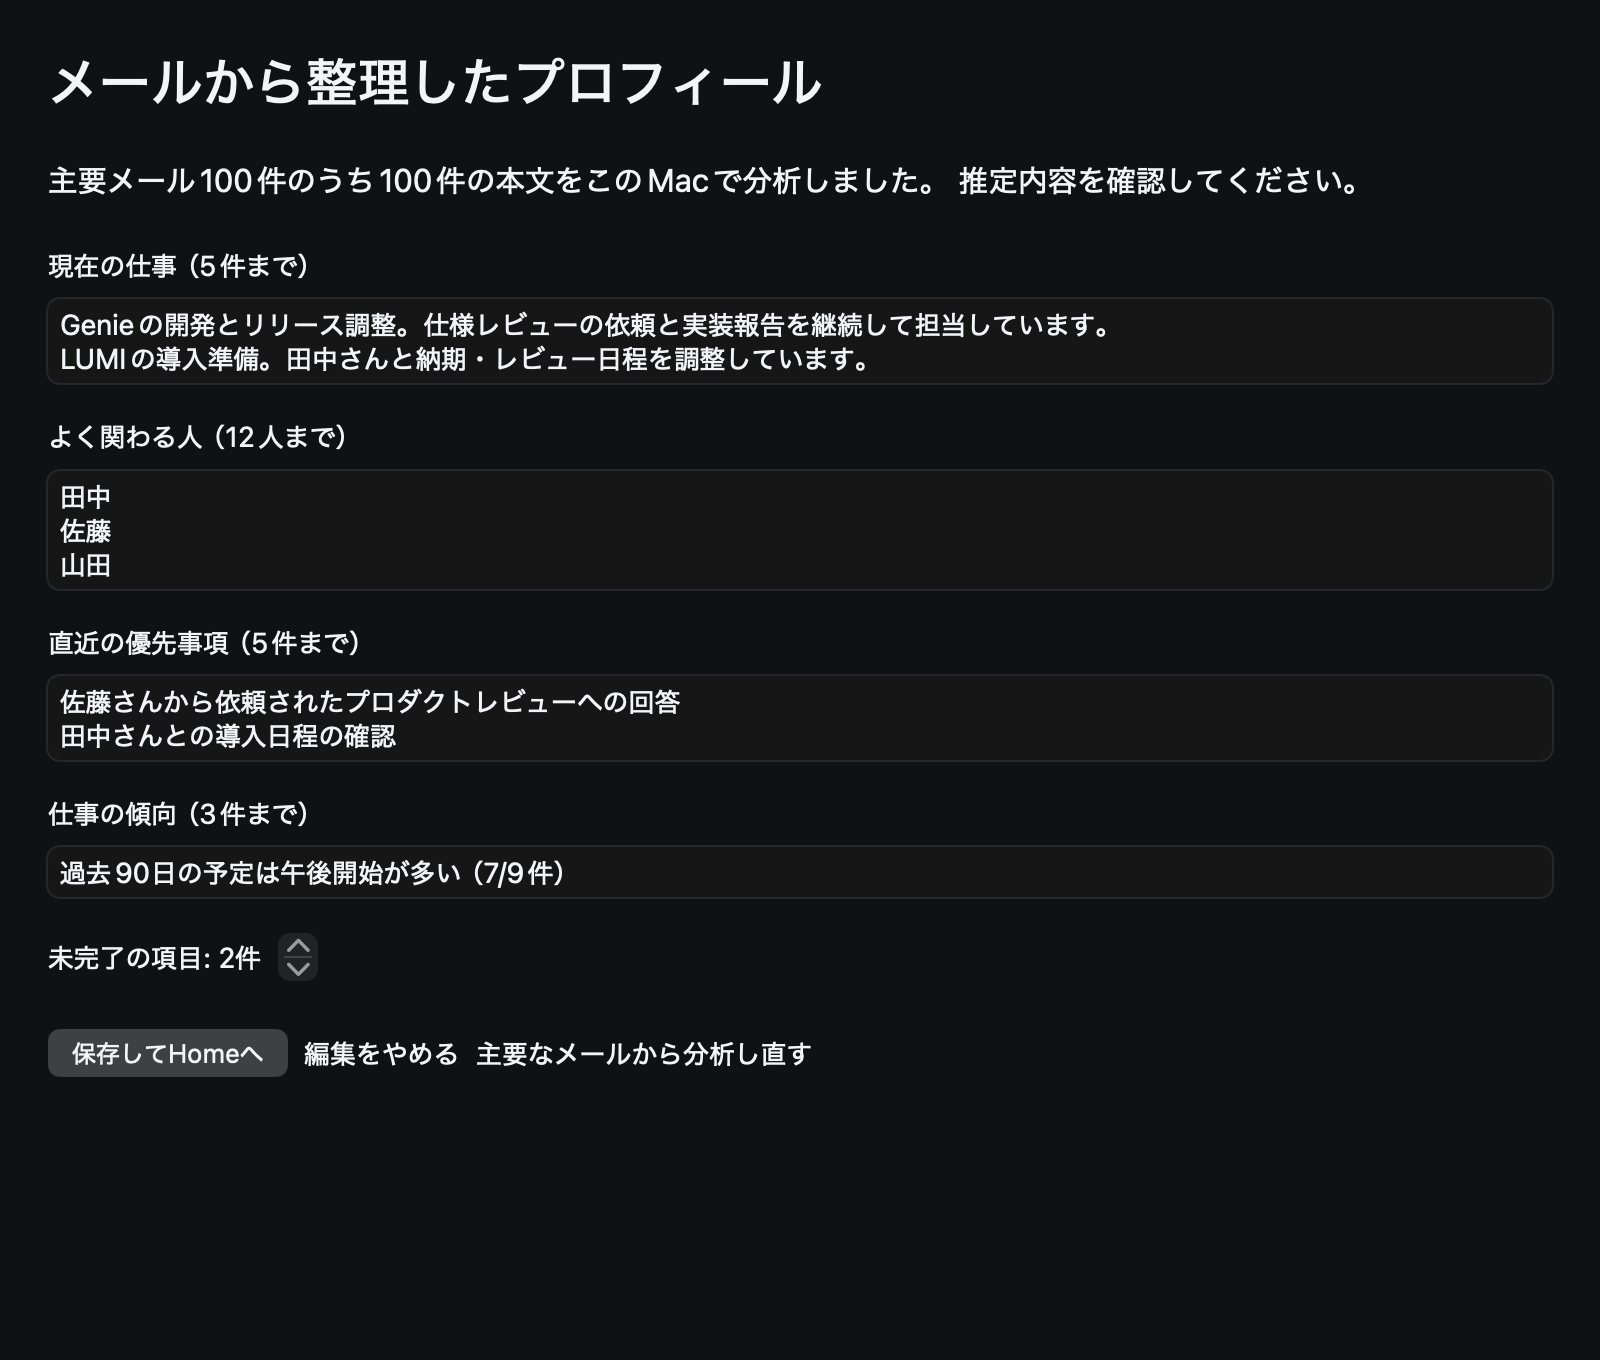 メールから整理したプロフィール
主要メール100件のうち100件の本文をこのMacで分析しました。 推定内容を確認してください。
現在の仕事（5件まで）
Genieの開発とリリース調整。仕様レビューの依頼と実装報告を継続して担当しています。
LUMIの導入準備。田中さんと納期・レビュー日程を調整しています。
よく関わる人（12人まで）
田中
佐藤
山田
直近の優先事項（5件まで）
佐藤さんから依頼されたプロダクトレビューへの回答
田中さんとの導入日程の確認
仕事の傾向（3件まで）
過去90日の予定は午後開始が多い（7/9件）
未完了の項目: 2件
保存してHomeへ 編集をやめる 主要なメールから分析し直す